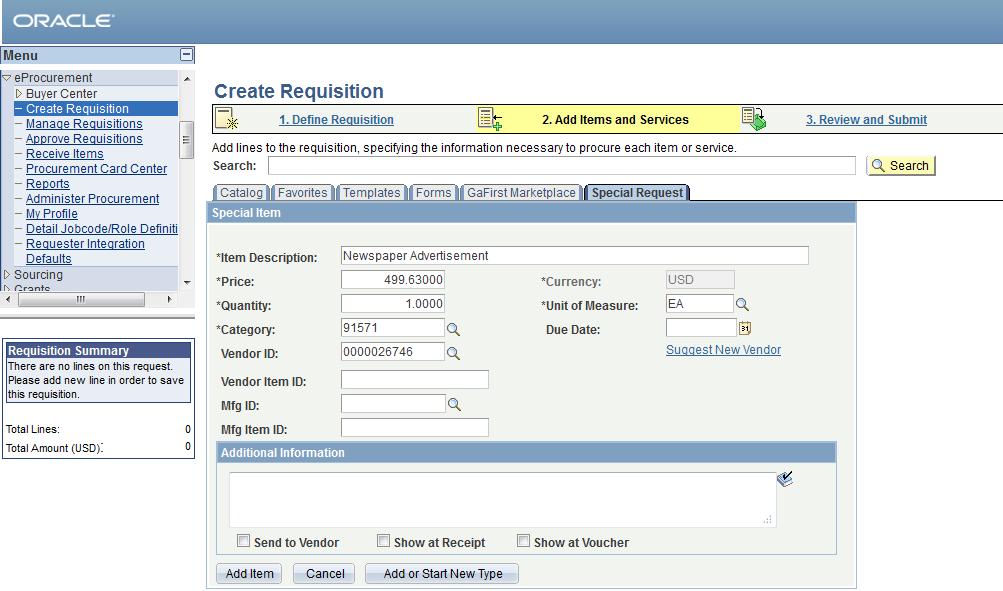 ORACLE
Menu
eProcurement
Buyer Center
Create Requisition
Manage Requisitions
Approve Requisitions
Receive Items
Procurement Card Center
Reports
Administer Procurement
My Profile
Detail Jobcode/Role Definiti
Requester Integration
Defaults
Sourcing
Grants
Requisition Summary
There are no lines on this request.
Please add new line in order to save
this requisition.
Total Lines: 0
Total Amount (USD): 0
Create Requisition
1. Define Requisition 2. Add Items and Services 3. Review and Submit
Add lines to the requisition, specifying the information necessary to procure each item or service.
Search: Search
Catalog Favorites Templates Forms GaFirst Marketplace Special Request
Special Item
*Item Description: Newspaper Advertisement
*Price: 499.63000 *Currency: USD
*Quantity: 1.0000 *Unit of Measure: EA
*Category: 91571 Due Date: 31
Vendor ID: 0000026746 Suggest New Vendor
Vendor Item ID:
Mfg ID:
Mfg Item ID:
Additional Information
Send to Vendor Show at Receipt Show at Voucher
Add Item Cancel Add or Start New Type